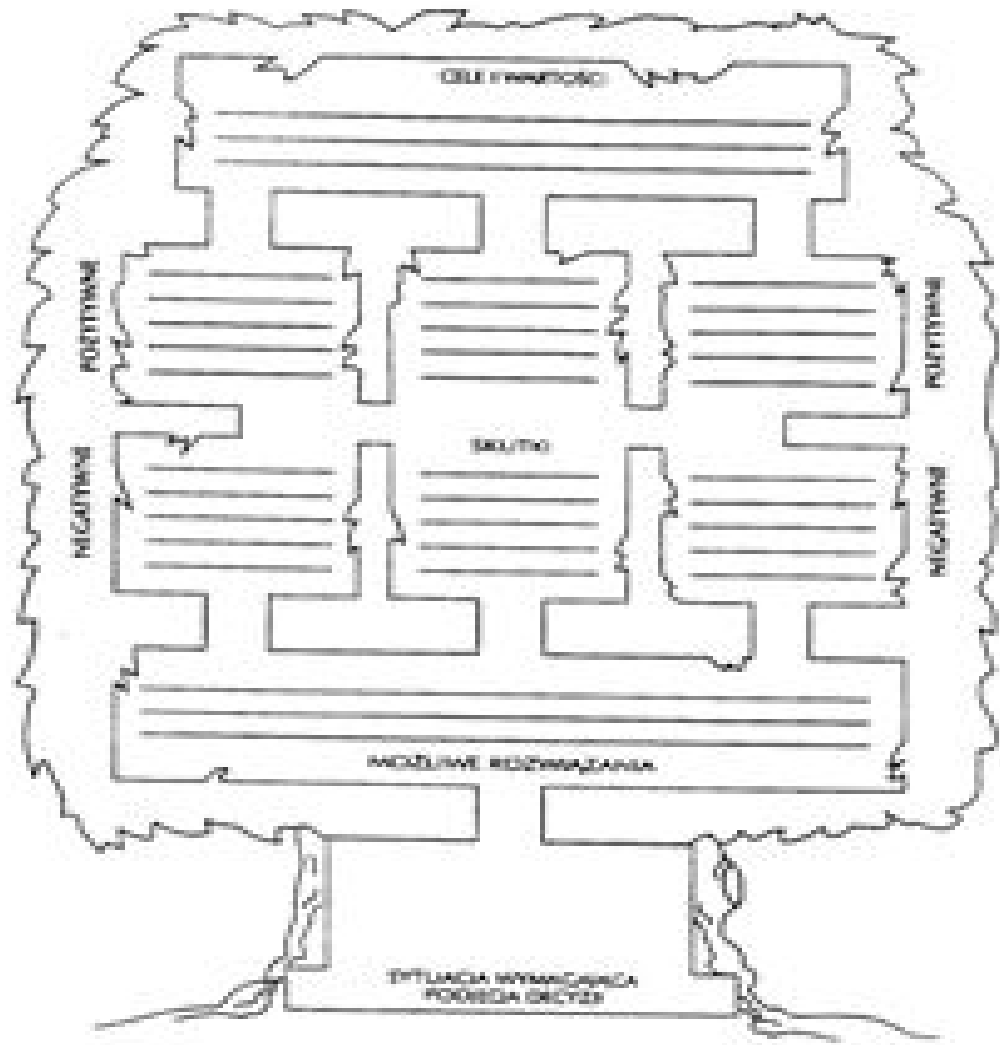 CELE I WARTOŚCI
POZYTYWNE
POZYTYWNE
SKUTKI
NEGATYWNE
NEGATYWNE
MOŻLIWE ROZWIĄZANIA
SYTUACJA WYMAGAJĄCA
PODJĘCIA DECYZJI